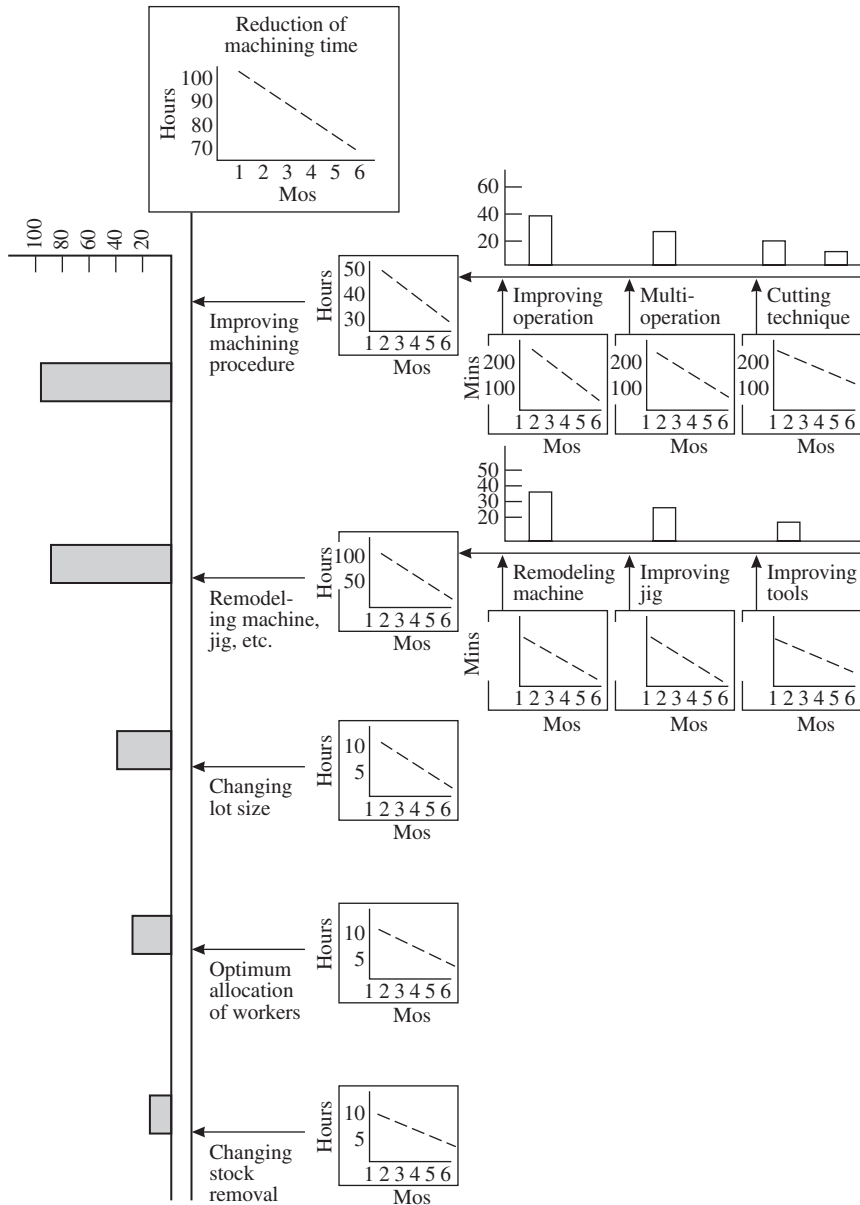 Reduction of
machining time
Hours
100
90
80
70
1 2 3 4 5 6
Mos
100
80
60
40
20
60
40
20
Improving
machining
procedure
Hours
50
40
30
1 2 3 4 5 6
Mos
Improving
operation
Multi-
operation
Cutting
technique
Mins
200
100
1 2 3 4 5 6
Mos
200
100
1 2 3 4 5 6
Mos
200
100
1 2 3 4 5 6
Mos
50
40
30
20
Remodel-
ing machine,
jig, etc.
Hours
100
50
1 2 3 4 5 6
Mos
Remodeling
machine
Improving
jig
Improving
tools
Mins
1 2 3 4 5 6
Mos
1 2 3 4 5 6
Mos
1 2 3 4 5 6
Mos
Changing
lot size
Hours
10
5
1 2 3 4 5 6
Mos
Optimum
allocation
of workers
Hours
10
5
1 2 3 4 5 6
Mos
Changing
stock
removal
Hours
10
5
1 2 3 4 5 6
Mos